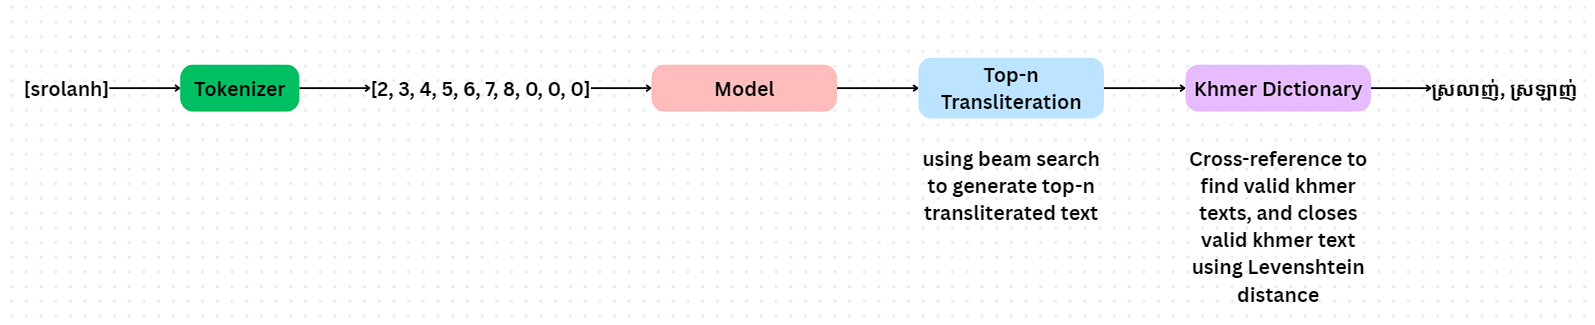 [srolanh]
Tokenizer
[2, 3, 4, 5, 6, 7, 8, 0, 0, 0]
Model
Top-n
Transliteration
Khmer Dictionary
ស្រលាញ់, ស្រឡាញ់
using beam search
to generate top-n
transliterated text
Cross-reference to
find valid khmer
texts, and closes
valid khmer text
using Levenshtein
distance